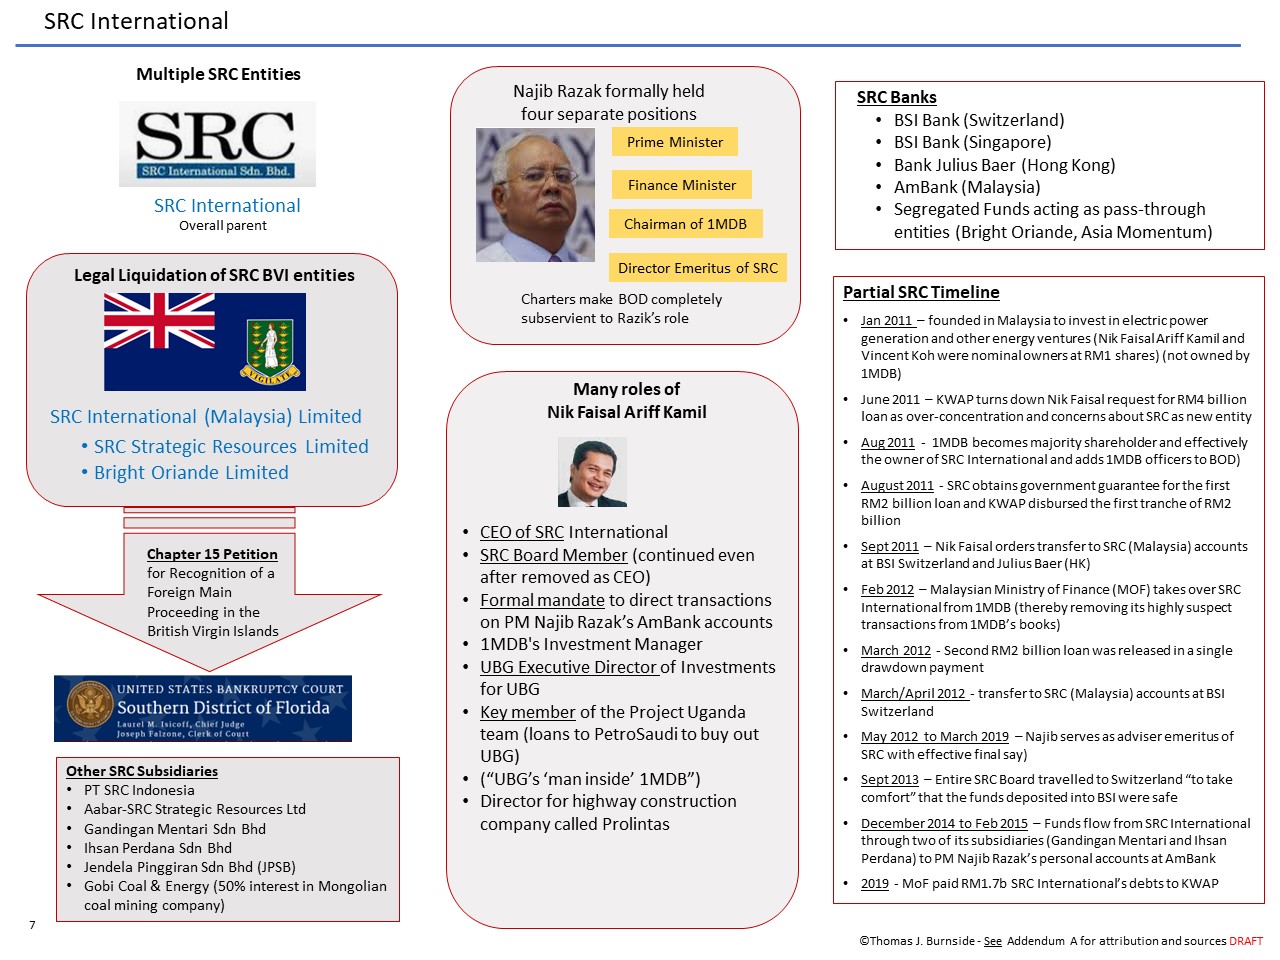 SRC International
Multiple SRC Entities
SRC
SRC International Sdn. Bhd.
SRC International
Overall parent
Legal Liquidation of SRC BVI entities
VIGILATE
SRC International (Malaysia) Limited
• SRC Strategic Resources Limited
• Bright Oriande Limited
Chapter 15 Petition
for Recognition of a
Foreign Main
Proceeding in the
British Virgin Islands
UNITED STATES BANKRUPTCY COURT
Southern District of Florida
Laurel M. Isicoff, Chief Judge
Joseph Falzone, Clerk of Court
Other SRC Subsidiaries
• PT SRC Indonesia
• Aabar-SRC Strategic Resources Ltd
• Gandingan Mentari Sdn Bhd
• Ihsan Perdana Sdn Bhd
• Jendela Pinggiran Sdn Bhd (JPSB)
• Gobi Coal & Energy (50% interest in Mongolian
coal mining company)
7
Najib Razak formally held
four separate positions
Prime Minister
Finance Minister
Chairman of 1MDB
Director Emeritus of SRC
Charters make BOD completely
subservient to Razik’s role
Many roles of
Nik Faisal Ariff Kamil
• CEO of SRC International
• SRC Board Member (continued even
after removed as CEO)
• Formal mandate to direct transactions
on PM Najib Razak’s AmBank accounts
• 1MDB's Investment Manager
• UBG Executive Director of Investments
for UBG
• Key member of the Project Uganda
team (loans to PetroSaudi to buy out
UBG)
• (“UBG’s ‘man inside’ 1MDB”)
• Director for highway construction
company called Prolintas
SRC Banks
• BSI Bank (Switzerland)
• BSI Bank (Singapore)
• Bank Julius Baer (Hong Kong)
• AmBank (Malaysia)
• Segregated Funds acting as pass-through
entities (Bright Oriande, Asia Momentum)
Partial SRC Timeline
• Jan 2011 – founded in Malaysia to invest in electric power
generation and other energy ventures (Nik Faisal Ariff Kamil and
Vincent Koh were nominal owners at RM1 shares) (not owned by
1MDB)
• June 2011 – KWAP turns down Nik Faisal request for RM4 billion
loan as over-concentration and concerns about SRC as new entity
• Aug 2011 - 1MDB becomes majority shareholder and effectively
the owner of SRC International and adds 1MDB officers to BOD)
• August 2011 - SRC obtains government guarantee for the first
RM2 billion loan and KWAP disbursed the first tranche of RM2
billion
• Sept 2011 – Nik Faisal orders transfer to SRC (Malaysia) accounts
at BSI Switzerland and Julius Baer (HK)
• Feb 2012 – Malaysian Ministry of Finance (MOF) takes over SRC
International from 1MDB (thereby removing its highly suspect
transactions from 1MDB’s books)
• March 2012 - Second RM2 billion loan was released in a single
drawdown payment
• March/April 2012 - transfer to SRC (Malaysia) accounts at BSI
Switzerland
• May 2012 to March 2019 – Najib serves as adviser emeritus of
SRC with effective final say)
• Sept 2013 – Entire SRC Board travelled to Switzerland “to take
comfort” that the funds deposited into BSI were safe
• December 2014 to Feb 2015 – Funds flow from SRC International
through two of its subsidiaries (Gandingan Mentari and Ihsan
Perdana) to PM Najib Razak’s personal accounts at AmBank
• 2019 - MoF paid RM1.7b SRC International’s debts to KWAP
©Thomas J. Burnside - See Addendum A for attribution and sources DRAFT